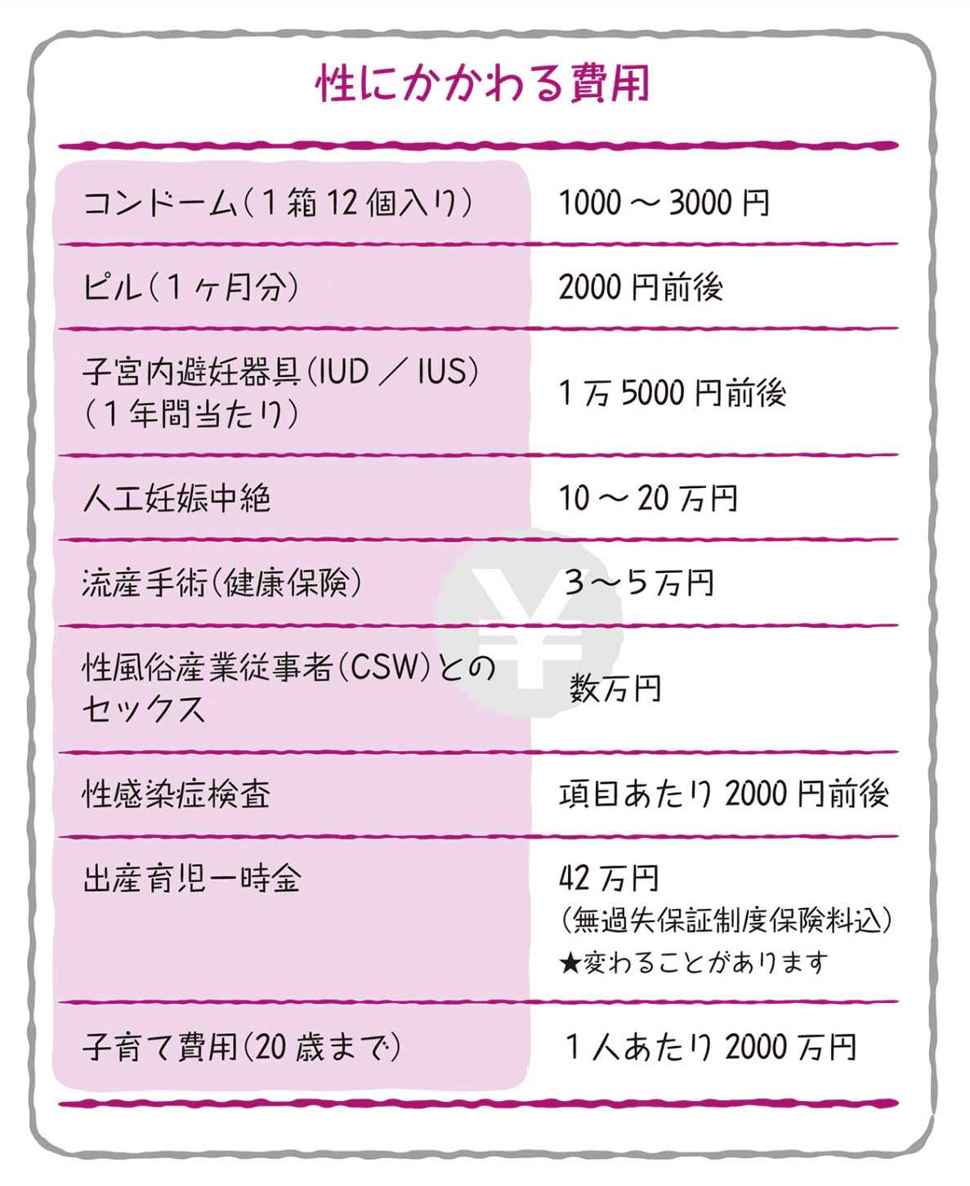 性にかかわる費用
コンドーム(1箱12個入り) 1000～3000円
ピル(1ヶ月分) 2000円前後
子宮内避妊器具(IUD／IUS)
(1年間当たり) 1万5000円前後
人工妊娠中絶 10～20万円
流産手術(健康保険) 3～5万円
性風俗産業従事者(CSW)との
セックス 数万円
性感染症検査 項目あたり2000円前後
出産育児一時金 42万円
(無過失保証制度保険料込)
★変わることがあります
子育て費用(20歳まで) 1人あたり2000万円
¥